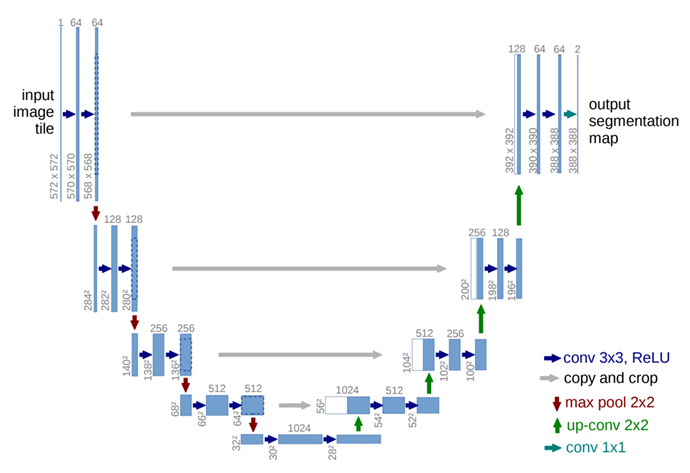 1 64 64
128 64 64 2
input
image
tile
output
segmentation
map
572 x 572
570 x 570
568 x 568
392 x 392
390 x 390
388 x 388
388 x 388
128 128
256 128
284²
282²
280²
200²
198²
196²
256 256
512 256
140²
138²
136²
104²
102²
100²
512 512
1024 512
68²
66²
64²
56²
54²
52²
1024
32²
30²
28²
conv 3x3, ReLU
copy and crop
max pool 2x2
up-conv 2x2
conv 1x1